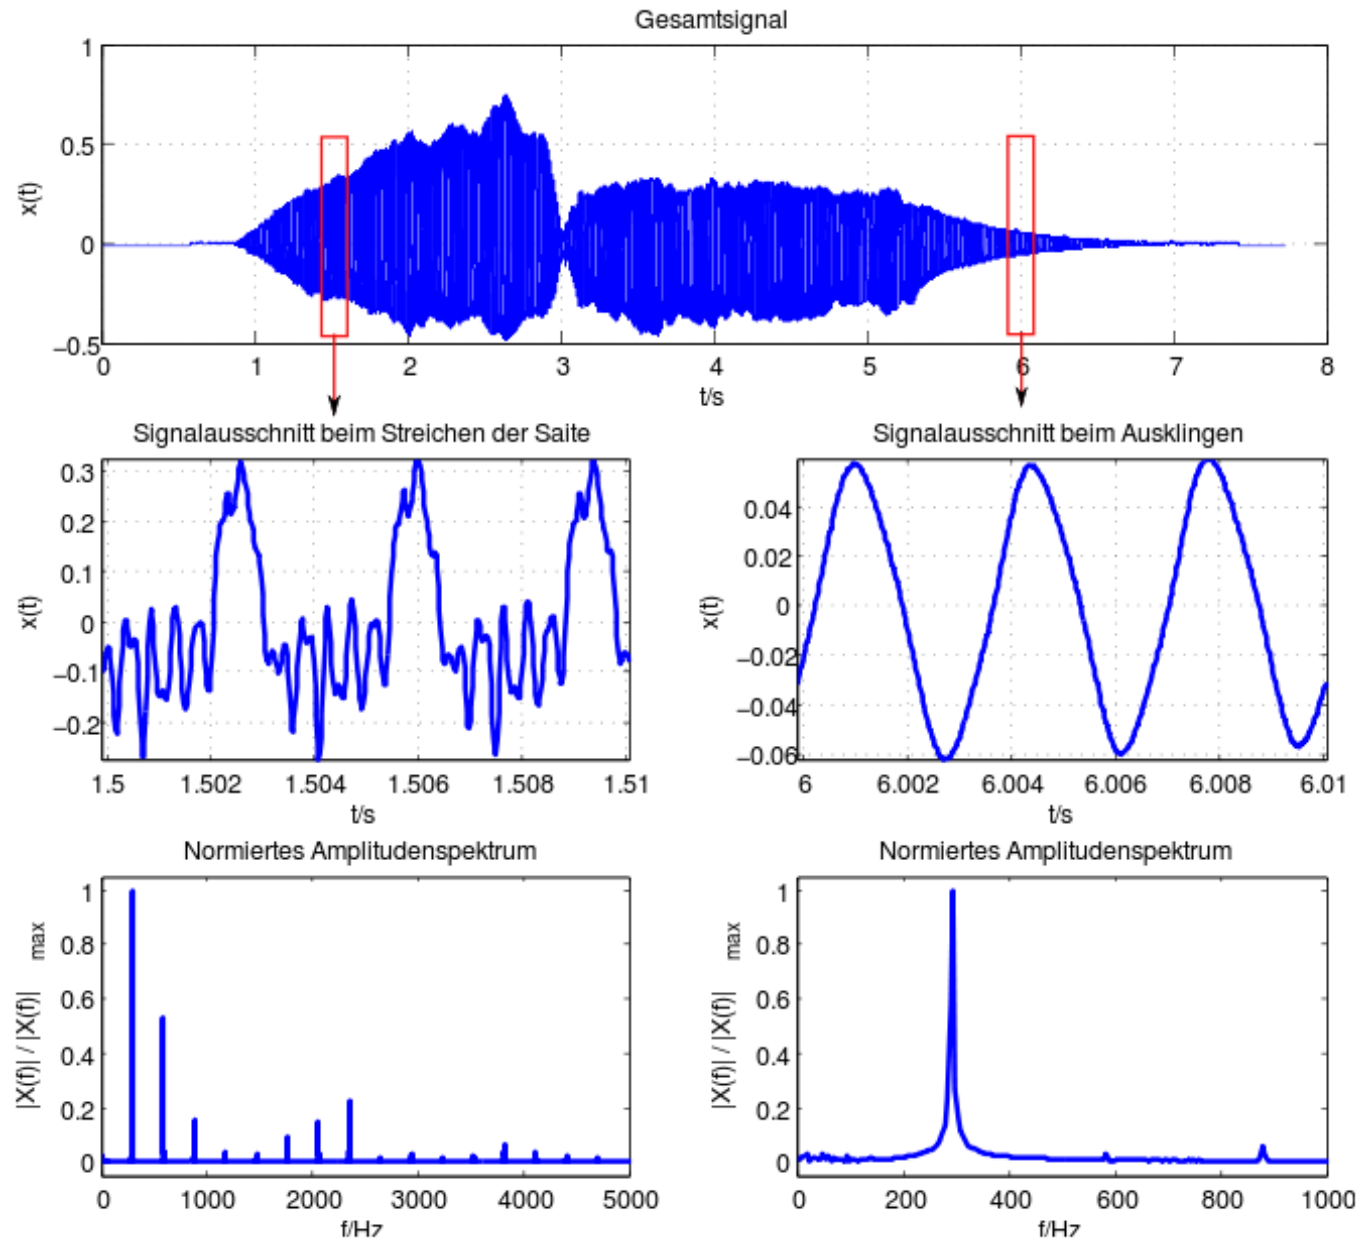 Gesamtsignal
1
0.5
0
−0.5
x(t)
0 1 2 3 4 5 6 7 8
t/s
Signalausschnitt beim Streichen der Saite
0.3
0.2
0.1
0
−0.1
−0.2
x(t)
1.5 1.502 1.504 1.506 1.508 1.51
t/s
Signalausschnitt beim Ausklingen
0.04
0.02
0
−0.02
−0.04
−0.06
x(t)
6 6.002 6.004 6.006 6.008 6.01
t/s
Normiertes Amplitudenspektrum
1
0.8
0.6
0.4
0.2
0
|X(f)| / |X(f)| max
0 1000 2000 3000 4000 5000
f/Hz
Normiertes Amplitudenspektrum
1
0.8
0.6
0.4
0.2
0
|X(f)| / |X(f)| max
0 200 400 600 800 1000
f/Hz